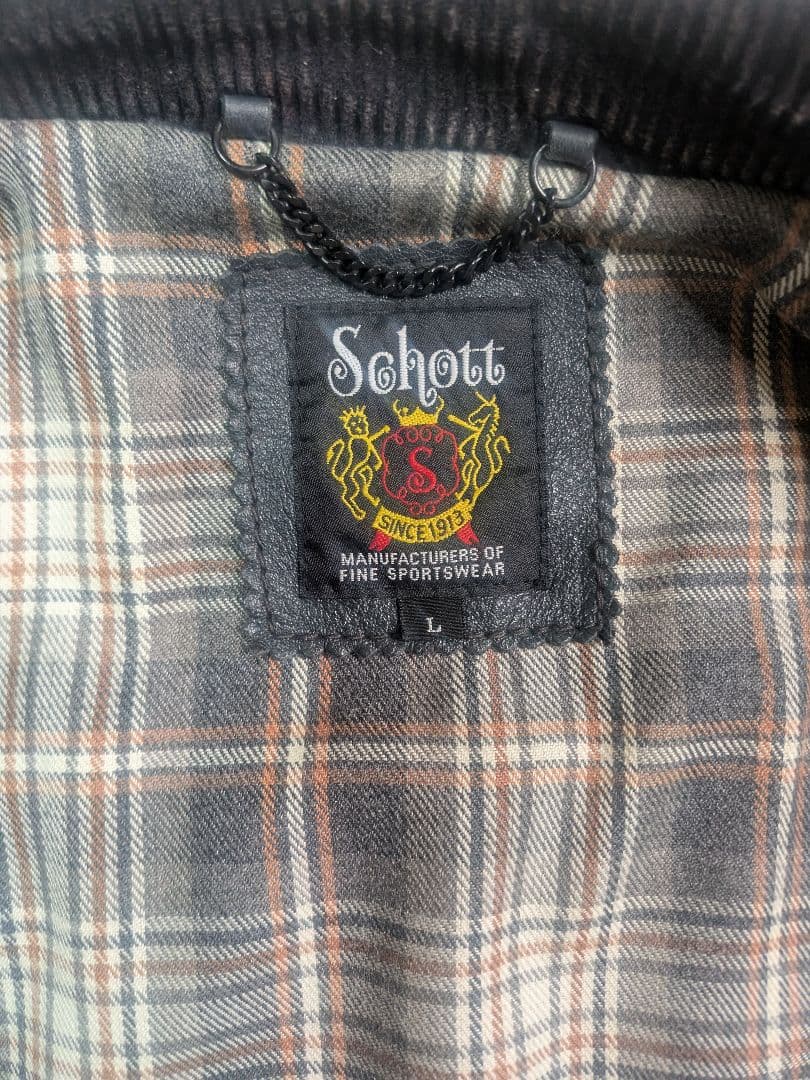 Schott
S
SINCE 1913
MANUFACTURERS OF
FINE SPORTSWEAR
L